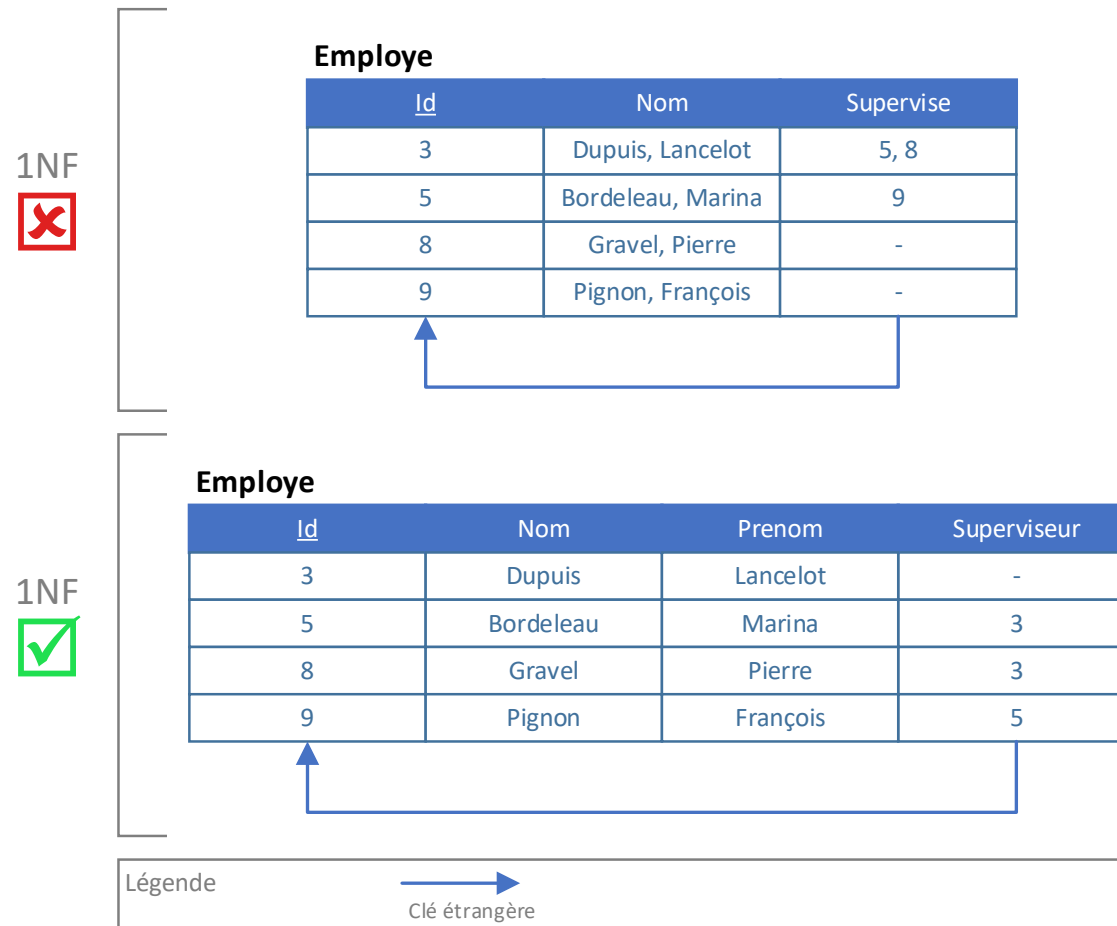 Employe
Id Nom Supervise
3 Dupuis, Lancelot 5, 8
1NF
5 Bordeleau, Marina 9
8 Gravel, Pierre -
9 Pignon, François -
Employe
Id Nom Prenom Superviseur
3 Dupuis Lancelot -
1NF
5 Bordeleau Marina 3
8 Gravel Pierre 3
9 Pignon François 5
Légende
Clé étrangère